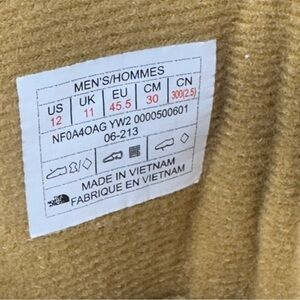 MEN'S/HOMMES
US UK EU CM CN
12 11 45.5 30 300(2.5)
NF0A4OAG YW2 0000500601
06-213
MADE IN VIETNAM
FABRIQUE EN VIETNAM